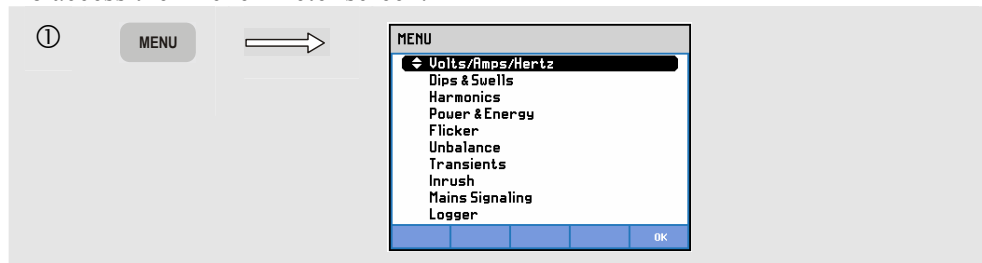 ①
MENU
MENU
Volts/Amps/Hertz
Dips & Swells
Harmonics
Power & Energy
Flicker
Unbalance
Transients
Inrush
Mains Signaling
Logger
OK